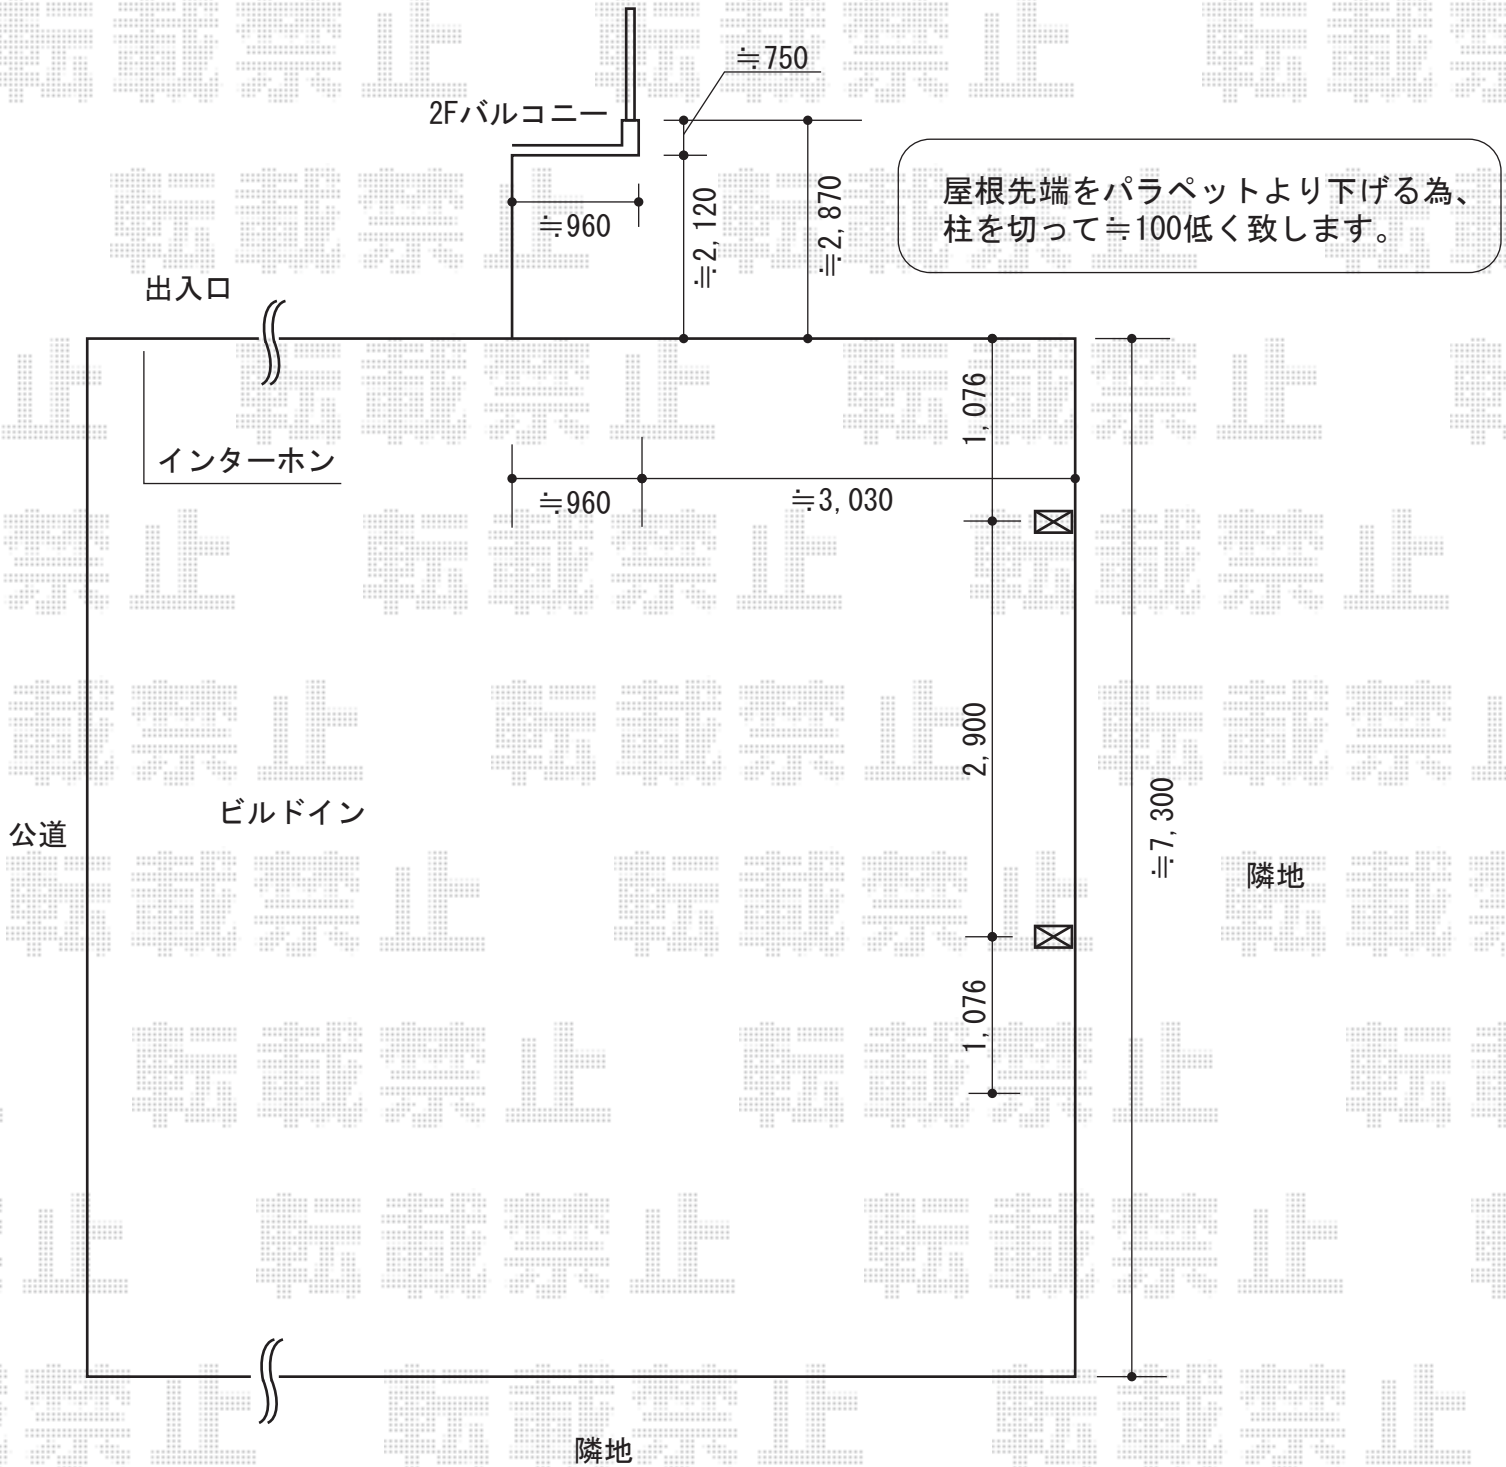 ≒750
2Fバルコニー
屋根先端をパラペットより下げる為、
柱を切って≒100低く致します。
≒960
≒2,120
≒2,870
出入口
1,076
インターホン
≒960
≒3,030
2,900
ビルドイン
公道
≒7,300
隣地
1,076
隣地
転載禁止